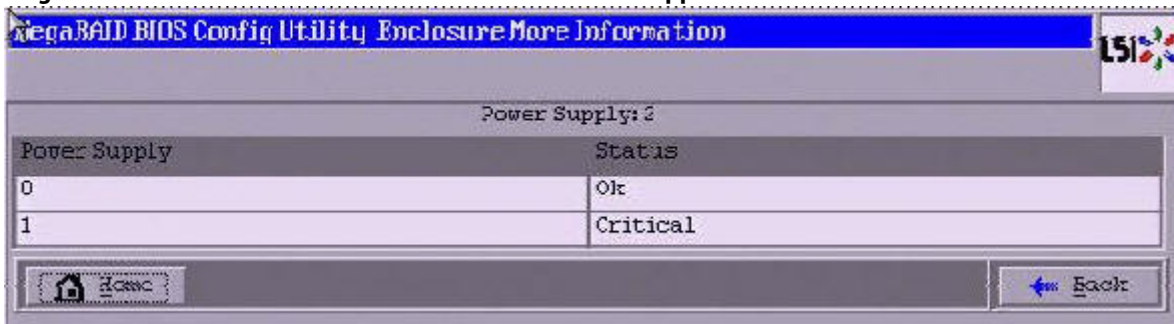 MegaRAID BIOS Config Utility Enclosure More Information
LSI
Power Supply: 2
Power Supply Status
0 Ok
1 Critical
Home Back